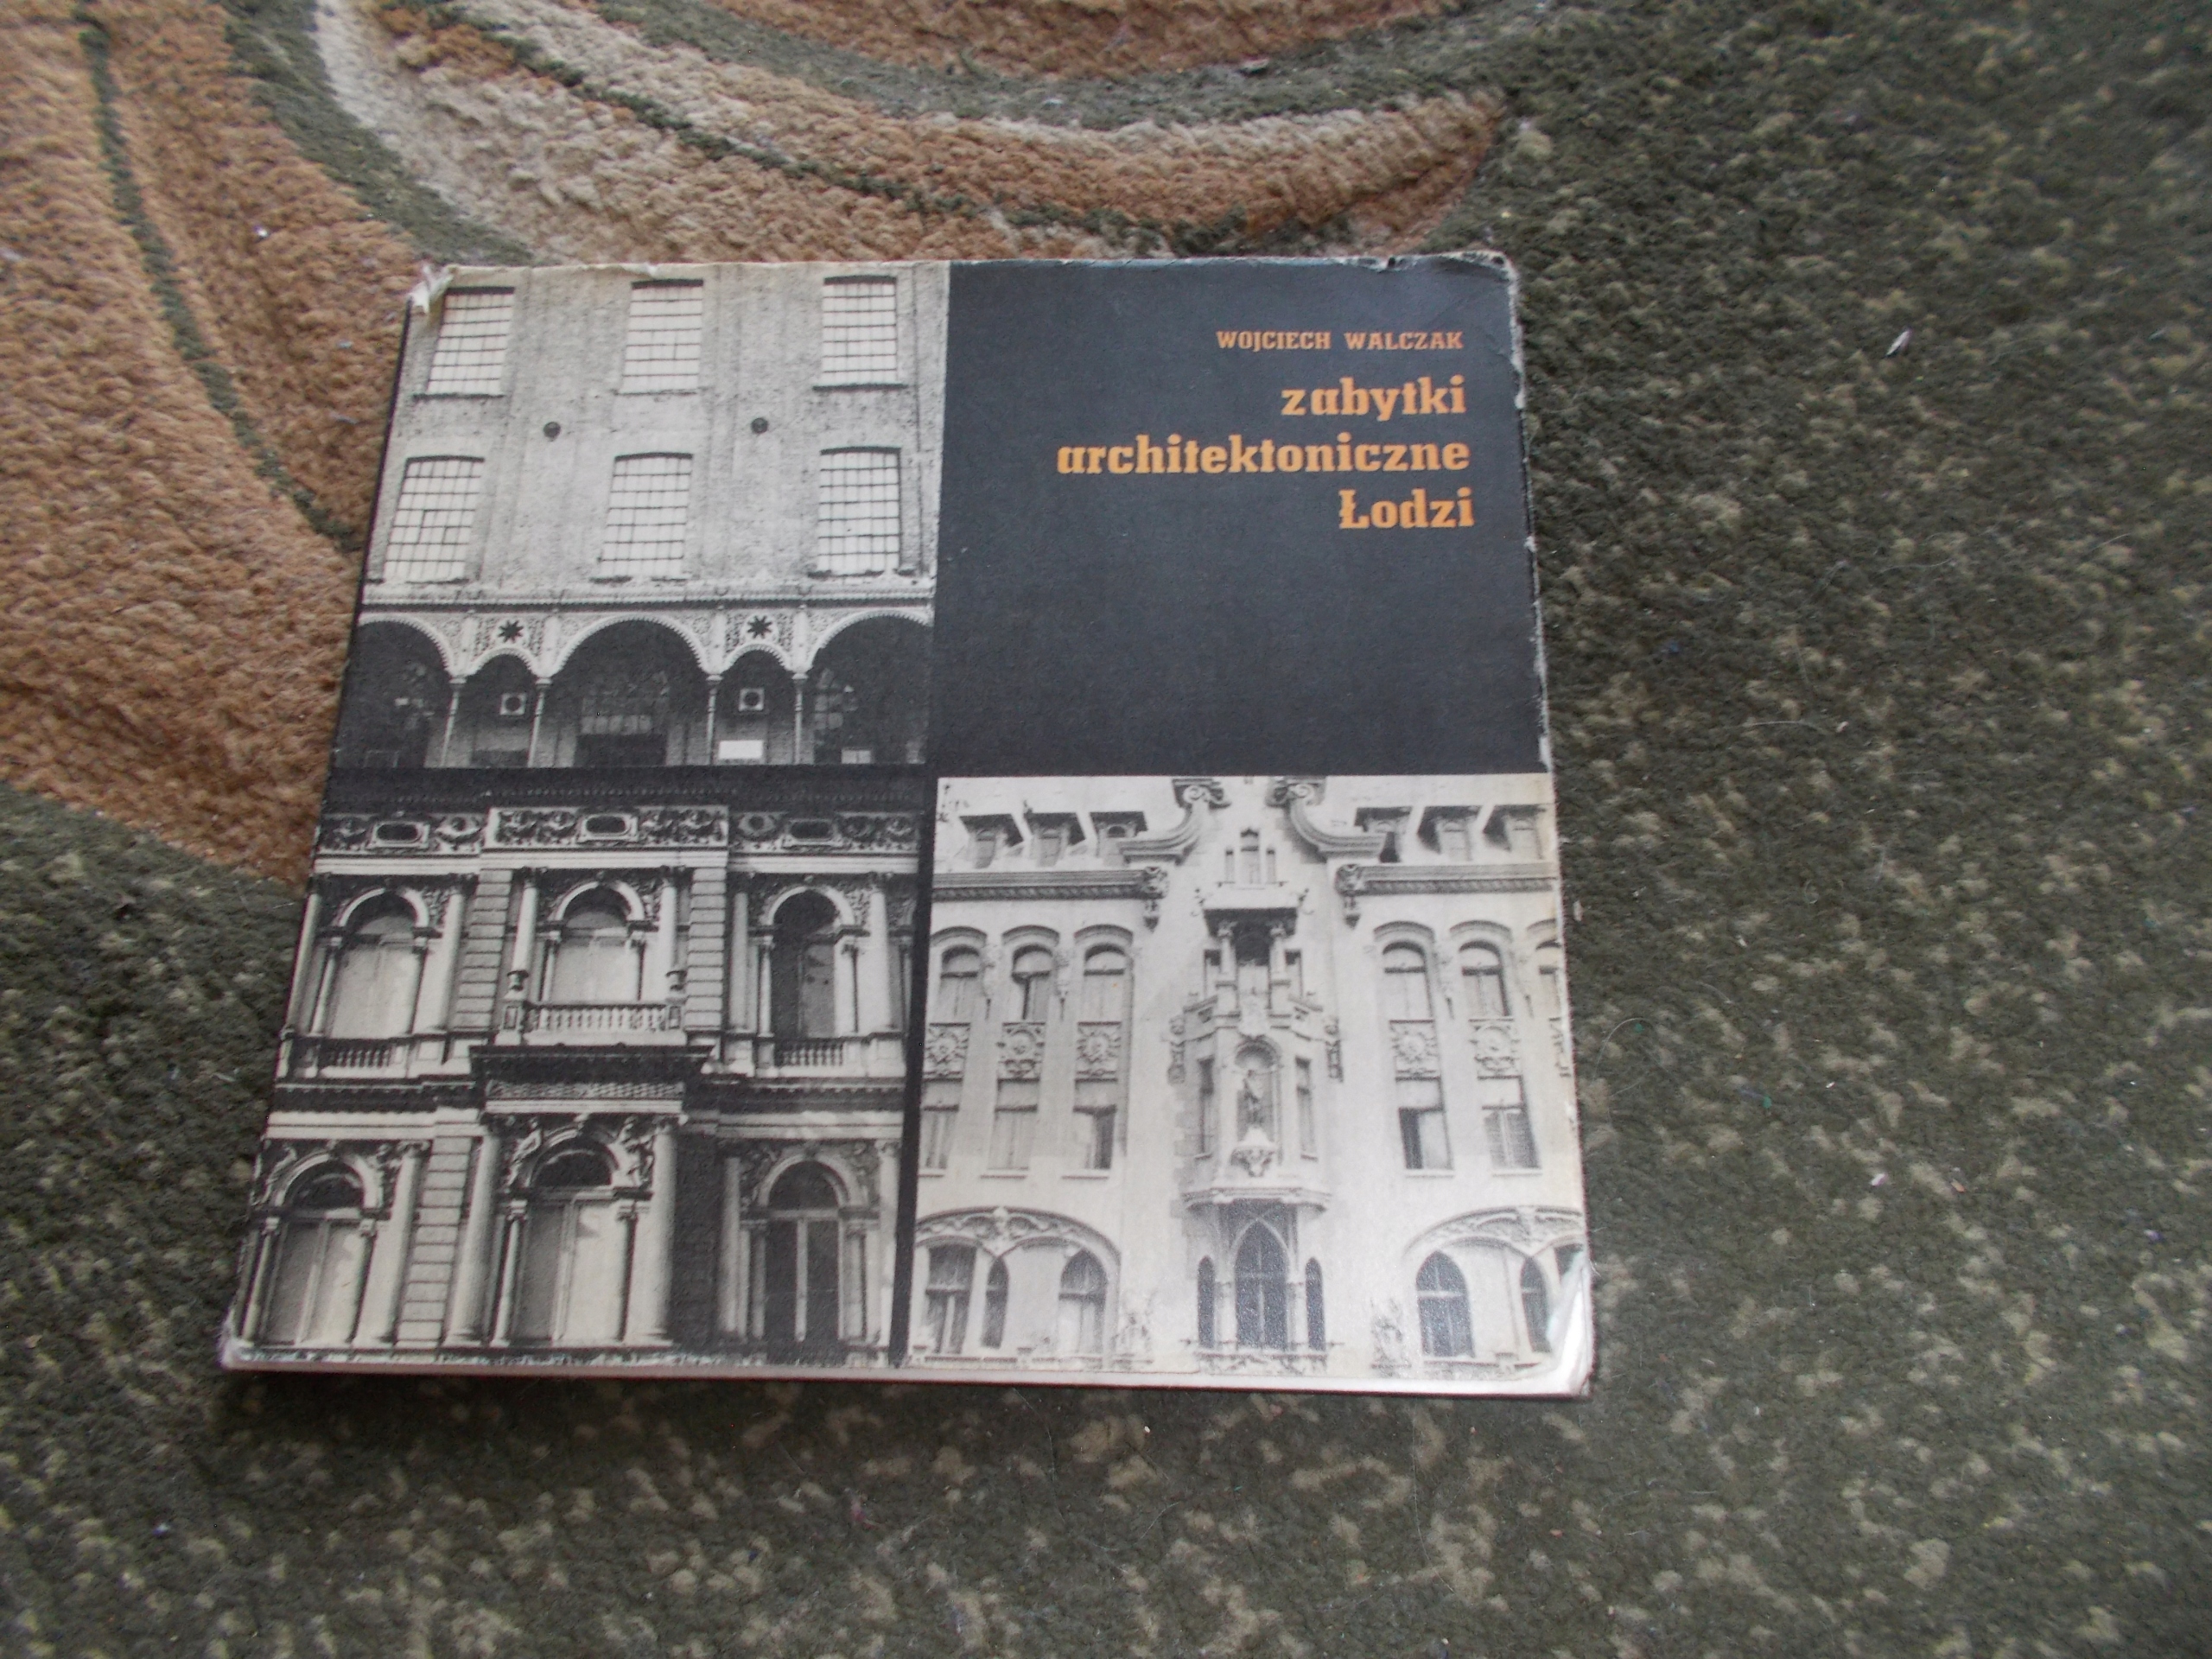 WOJCIECH WALCZAK
zabytki
architektoniczne
Łodzi